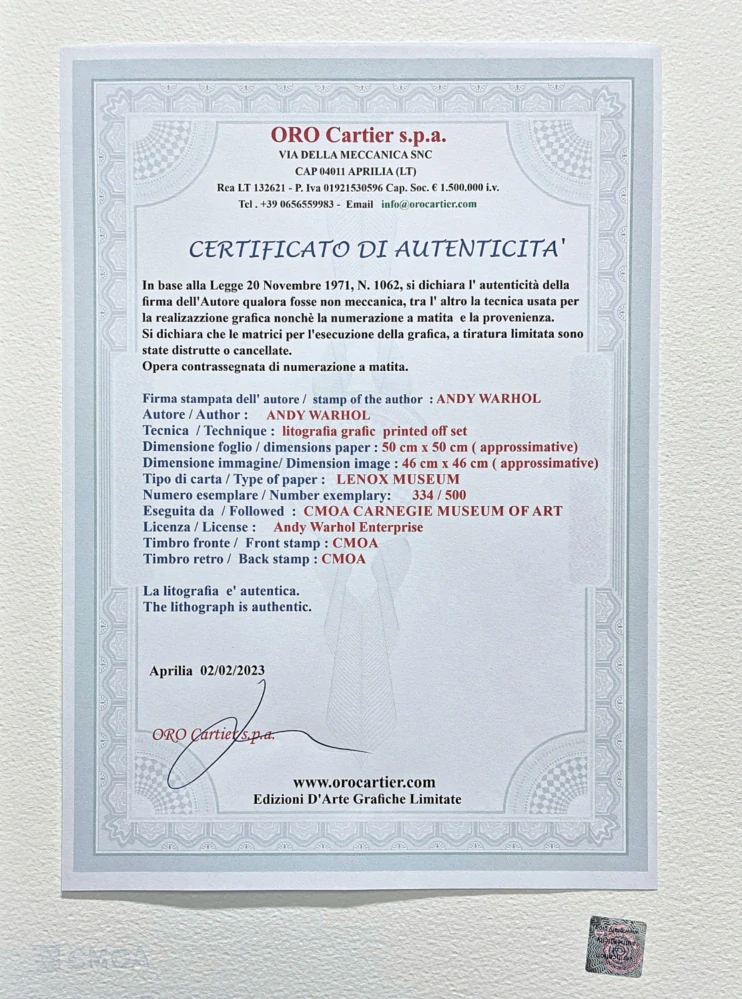 ORO Cartier s.p.a.
VIA DELLA MECCANICA SNC
CAP 04011 APRILIA (LT)
Rea LT 132621 - P. Iva 01921530596 Cap. Soc. € 1.500.000 i.v.
Tel . +39 0656559983 - Email info@orocartier.com
CERTIFICATO DI AUTENTICITA'
In base alla Legge 20 Novembre 1971, N. 1062, si dichiara l' autenticità della
firma dell'Autore qualora fosse non meccanica, tra l' altro la tecnica usata per
la realizazzione grafica nonchè la numerazione a matita e la provenienza.
Si dichiara che le matrici per l'esecuzione della grafica, a tiratura limitata sono
state distrutte o cancellate.
Opera contrassegnata di numerazione a matita.
Firma stampata dell' autore / stamp of the author : ANDY WARHOL
Autore / Author : ANDY WARHOL
Tecnica / Technique : litografia grafic printed off set
Dimensione foglio / dimensions paper : 50 cm x 50 cm ( approssimative)
Dimensione immagine/ Dimension image : 46 cm x 46 cm ( approssimative)
Tipo di carta / Type of paper : LENOX MUSEUM
Numero esemplare / Number exemplary: 334 / 500
Eseguita da / Followed : CMOA CARNEGIE MUSEUM OF ART
Licenza / License : Andy Warhol Enterprise
Timbro fronte / Front stamp : CMOA
Timbro retro / Back stamp : CMOA
La litografia e' autentica.
The lithograph is authentic.
Aprilia 02/02/2023
ORO Cartier s.p.a.
www.orocartier.com
Edizioni D'Arte Grafiche Limitate